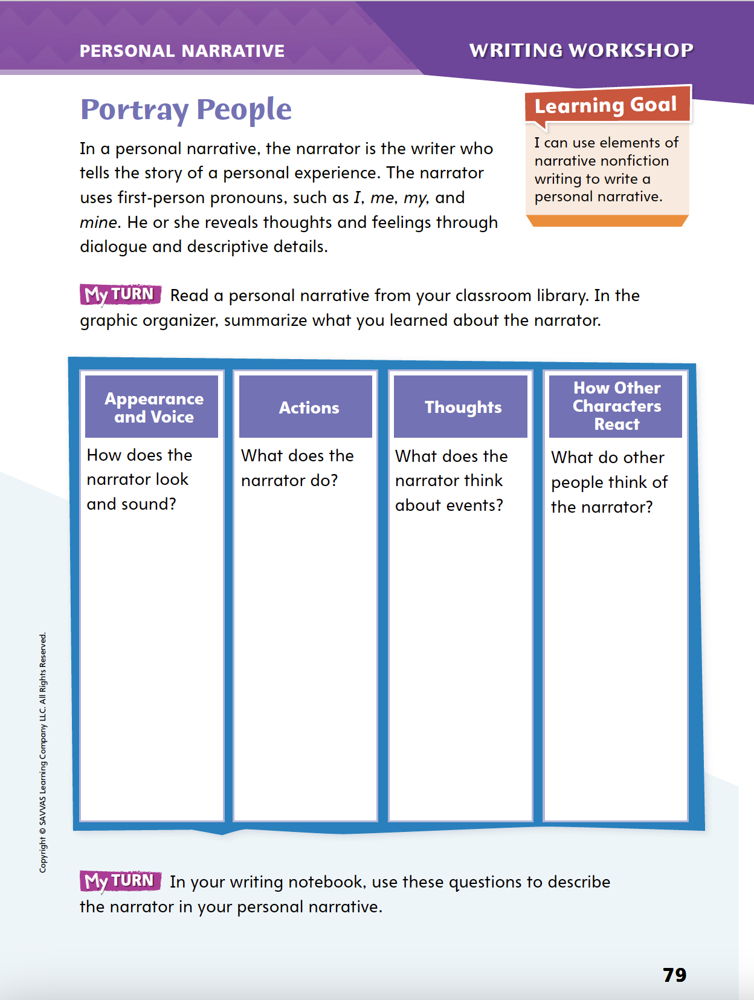 PERSONAL NARRATIVE
WRITING WORKSHOP
Portray People
In a personal narrative, the narrator is the writer who
tells the story of a personal experience. The narrator
uses first-person pronouns, such as I, me, my, and
mine. He or she reveals thoughts and feelings through
dialogue and descriptive details.
Learning Goal
I can use elements of
narrative nonfiction
writing to write a
personal narrative.
My TURN Read a personal narrative from your classroom library. In the
graphic organizer, summarize what you learned about the narrator.
Appearance
and Voice
How does the
narrator look
and sound?
Actions
What does the
narrator do?
Thoughts
What does the
narrator think
about events?
How Other
Characters
React
What do other
people think of
the narrator?
My TURN In your writing notebook, use these questions to describe
the narrator in your personal narrative.
Copyright © SAVVAS Learning Company LLC. All Rights Reserved.
79